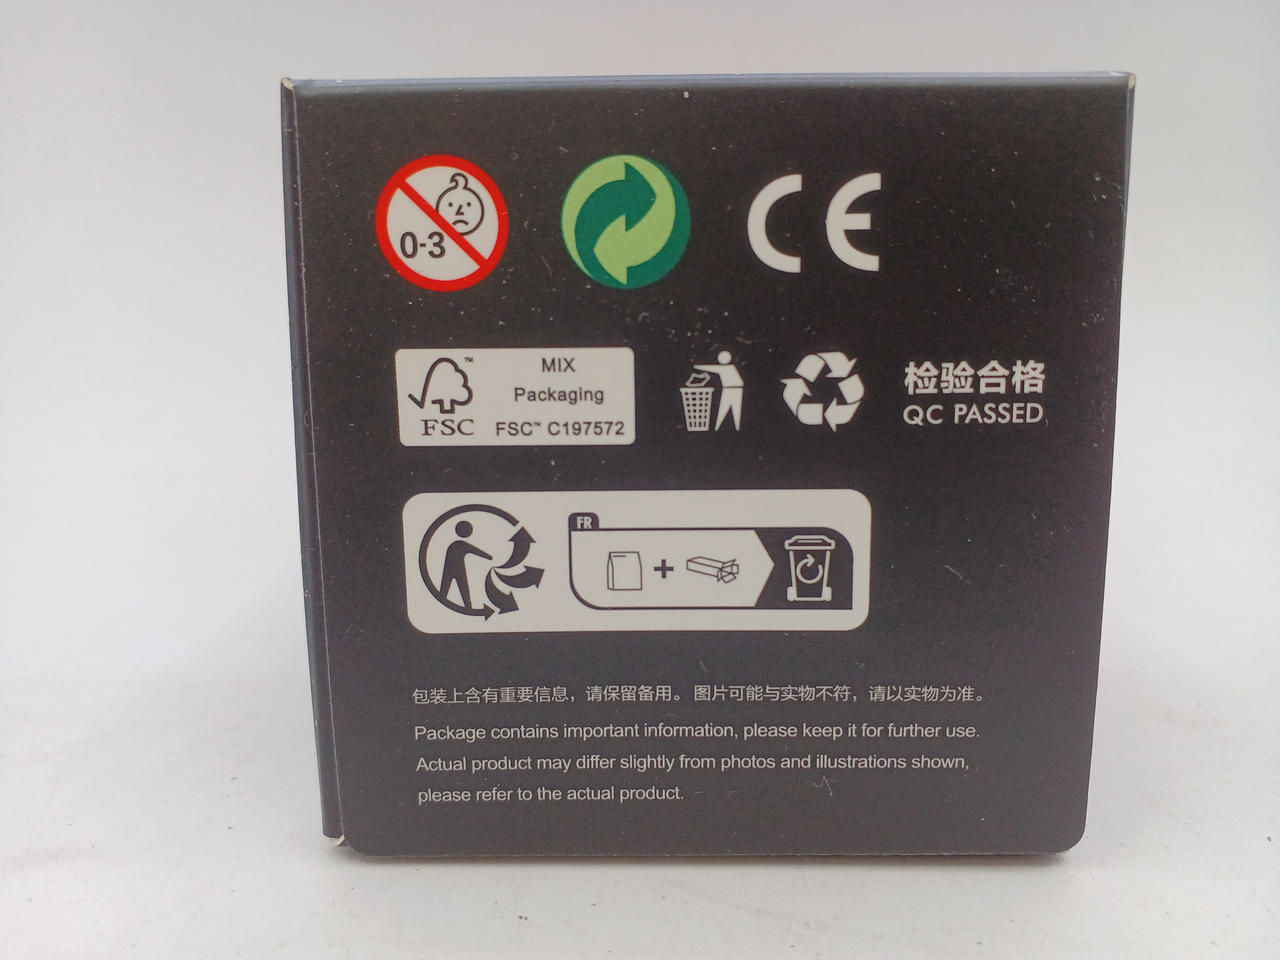 0-3
CE
FSC™
MIX
Packaging
FSC™ C197572
检验合格
QC PASSED
FR
包装上含有重要信息，请保留备用。图片可能与实物不符，请以实物为准。
Package contains important information, please keep it for further use.
Actual product may differ slightly from photos and illustrations shown,
please refer to the actual product.